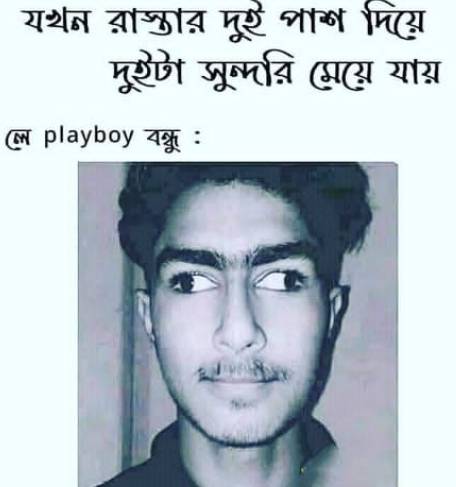 যখন রাস্তার দুই পাশ দিয়ে
দুইটা সুন্দরি মেয়ে যায়
লে playboy বন্ধু :